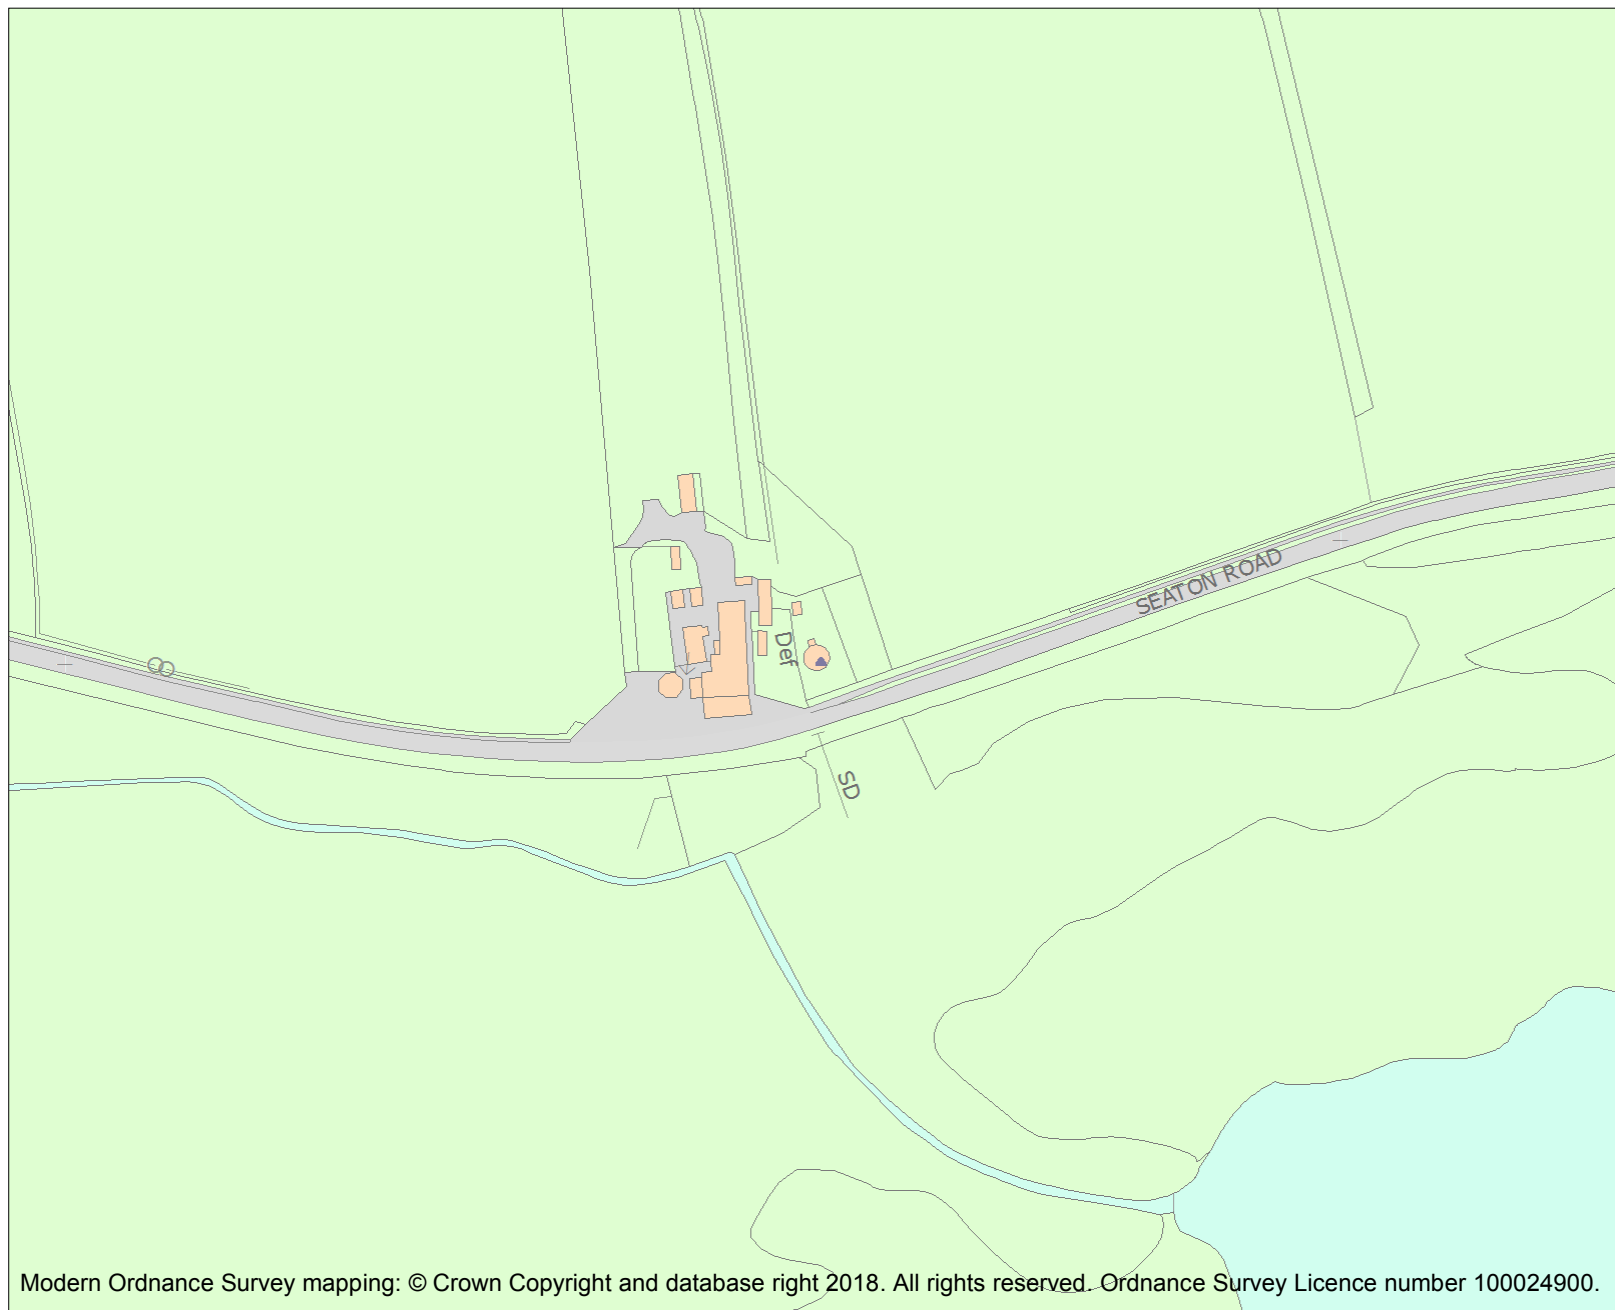 SEATON ROAD
Def
SD
Modern Ordnance Survey mapping: © Crown Copyright and database right 2018. All rights reserved. Ordnance Survey Licence number 100024900.